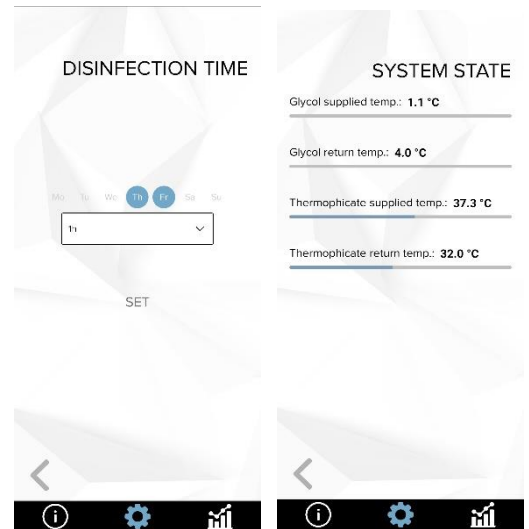 DISINFECTION TIME
Mo Tu We Th Fr Sa Su
1h
SET
SYSTEM STATE
Glycol supplied temp.: 1.1 °C
Glycol return temp.: 4.0 °C
Thermophicate supplied temp.: 37.3 °C
Thermophicate return temp.: 32.0 °C